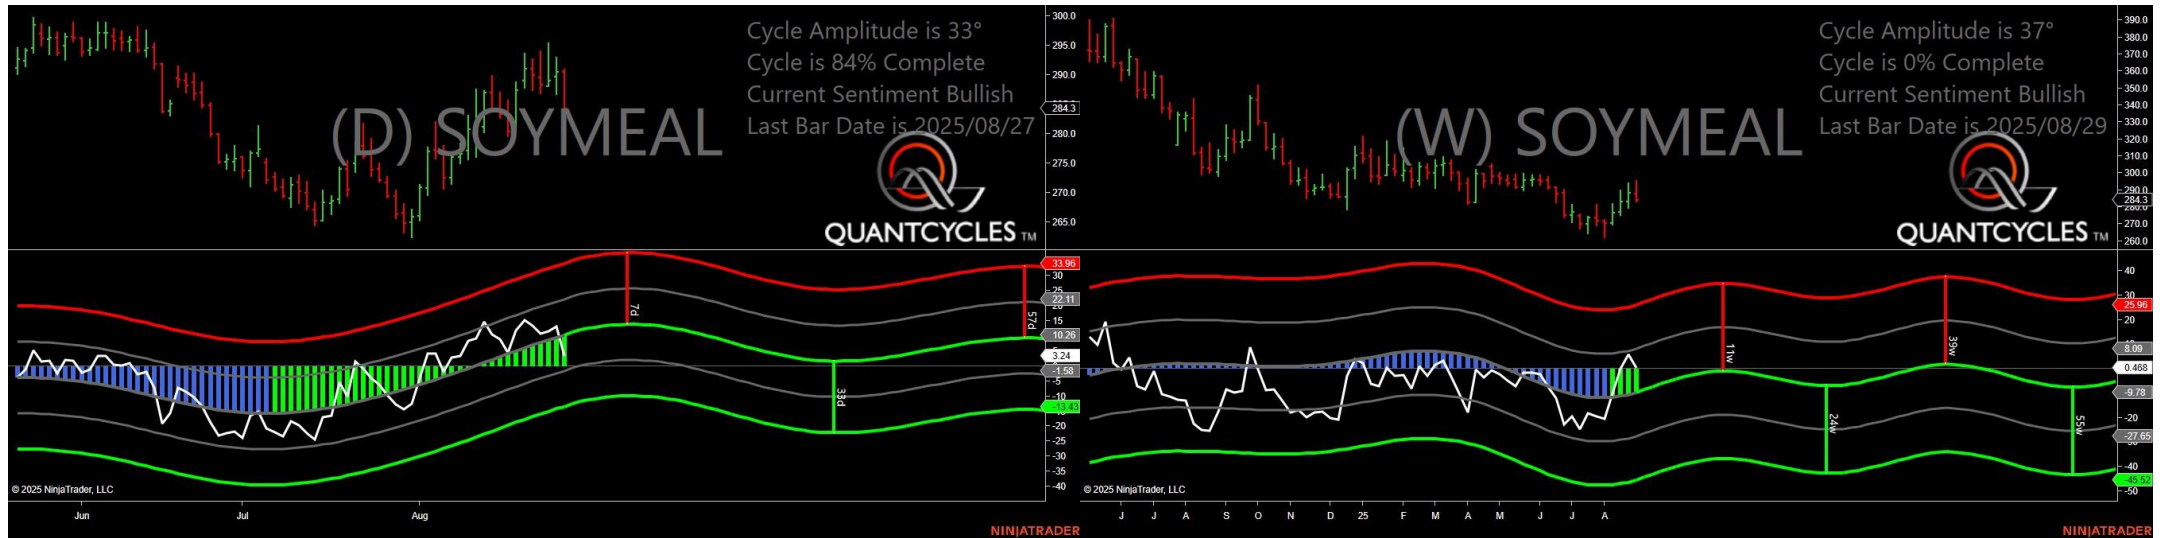 Cycle Amplitude is 33°
Cycle is 84% Complete
Current Sentiment Bullish
Last Bar Date is 2025/08/27
(D) SOYMEAL
QUANTCYCLES TM
300.0
295.0
290.0
284.3
280.0
275.0
270.0
265.0
33.96
30
25
22.11
15
10.26
3.24
-1.58
-5
-10
-13.43
-20
-25
-30
-35
-40
7d
33d
57d
© 2025 NinjaTrader, LLC
Jun
Jul
Aug
NINJATRADER
Cycle Amplitude is 37°
Cycle is 0% Complete
Current Sentiment Bullish
Last Bar Date is 2025/08/29
(W) SOYMEAL
QUANTCYCLES TM
390.0
380.0
370.0
360.0
350.0
340.0
330.0
320.0
310.0
300.0
290.0
284.3
270.0
260.0
40
30
25.96
20
8.09
0.468
-9.78
-20
-27.65
-40
-45.52
-50
11w
24w
39w
55w
© 2025 NinjaTrader, LLC
J
J
A
S
O
N
D
25
F
M
A
M
J
J
A
NINJATRADER